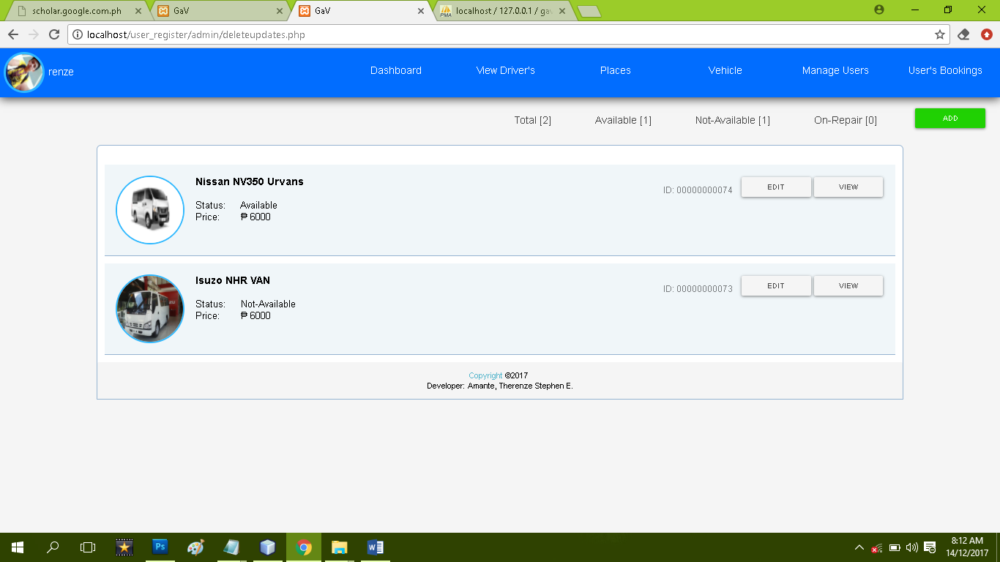 scholar.google.com.ph
GaV
GaV
localhost / 127.0.0.1 / gav
localhost/user_register/admin/deleteupdates.php
renze
Dashboard
View Driver's
Places
Vehicle
Manage Users
User's Bookings
Total [2]
Available [1]
Not-Available [1]
On-Repair [0]
ADD
Nissan NV350 Urvans
ID: 00000000074
EDIT
VIEW
Status: Available
Price: ₱ 6000
Isuzo NHR VAN
ID: 00000000073
EDIT
VIEW
Status: Not-Available
Price: ₱ 6000
Copyright ©2017
Developer: Amante, Therenze Stephen E.
Ps
8:12 AM
14/12/2017